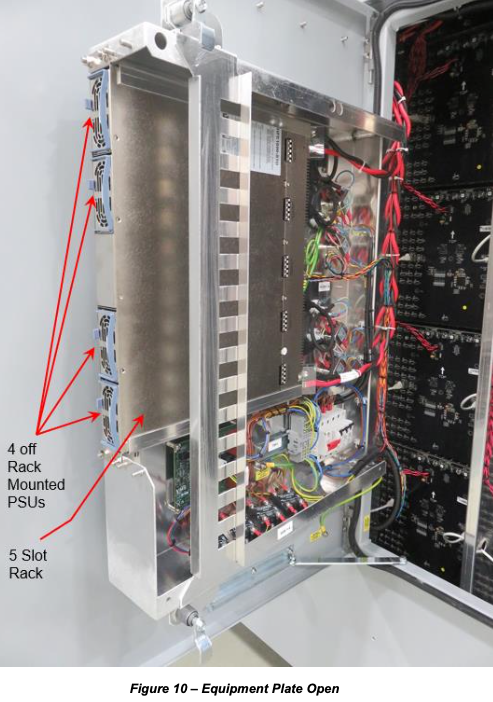 4 off
Rack
Mounted
PSUs
5 Slot
Rack
Figure 10 – Equipment Plate Open